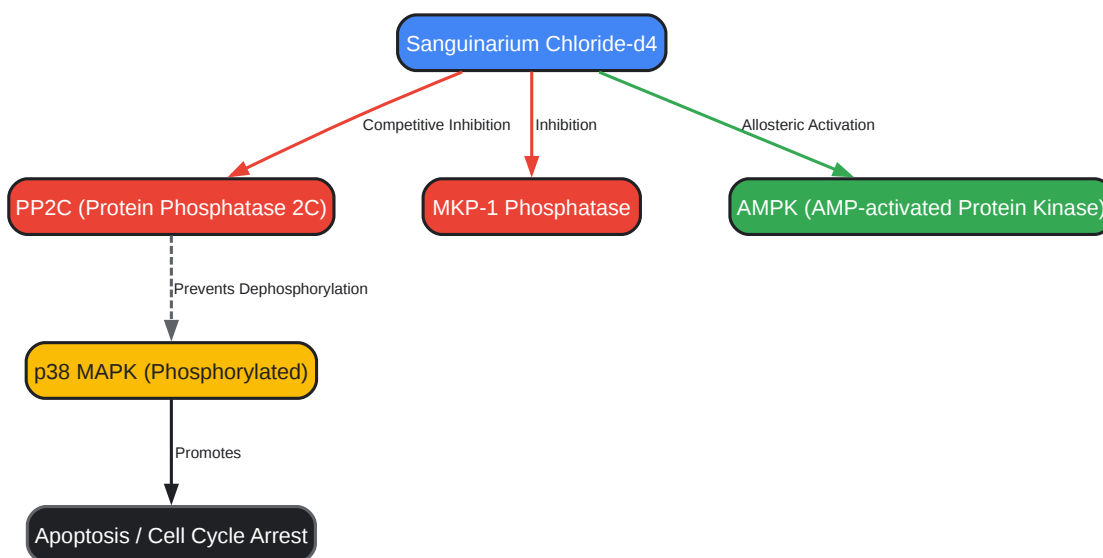 Sanguinarium Chloride-d4
Competitive Inhibition
Inhibition
Allosteric Activation
PP2C (Protein Phosphatase 2C)
MKP-1 Phosphatase
AMPK (AMP-activated Protein Kinase)
Prevents Dephosphorylation
p38 MAPK (Phosphorylated)
Promotes
Apoptosis / Cell Cycle Arrest